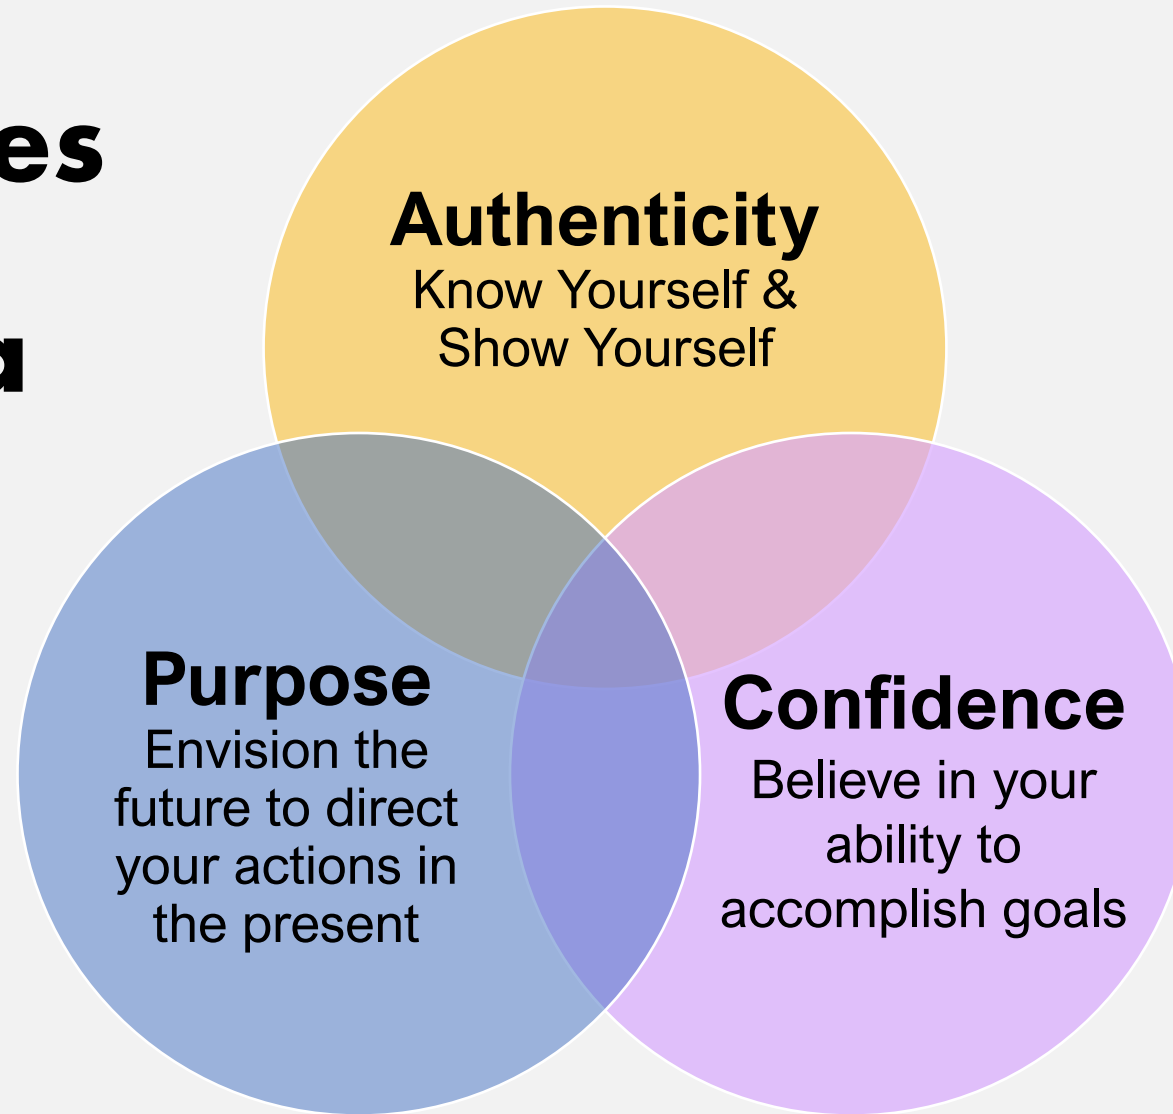 es
a
Authenticity
Know Yourself &
Show Yourself
Purpose
Envision the
future to direct
your actions in
the present
Confidence
Believe in your
ability to
accomplish goals